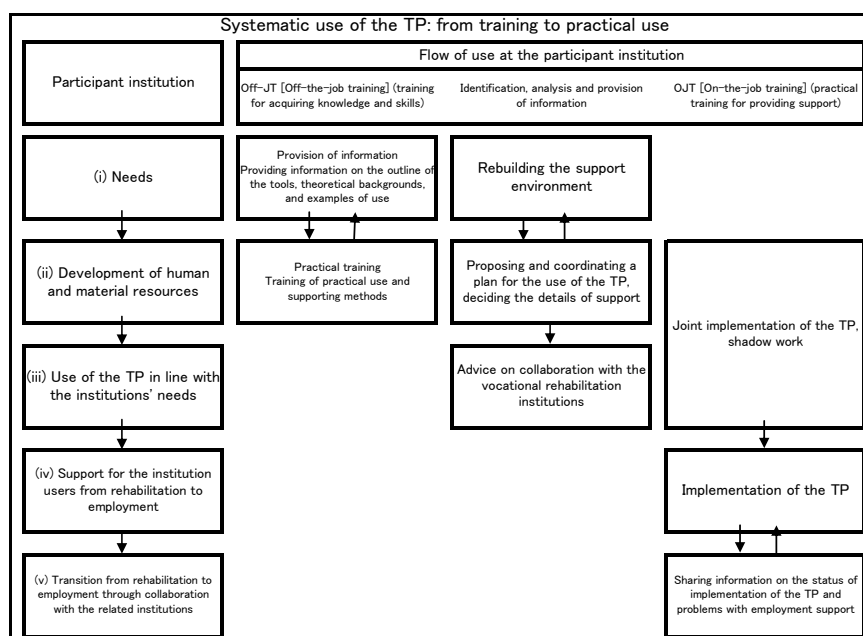 Systematic use of the TP: from training to practical use
Participant institution
Flow of use at the participant institution
Off-JT [Off-the-job training] (training
for acquiring knowledge and skills)
Identification, analysis and provision
of information
OJT [On-the-job training] (practical
training for providing support)
(i) Needs
Provision of information
Providing information on the outline of
the tools, theoretical backgrounds,
and examples of use
Rebuilding the support
environment
(ii) Development of human
and material resources
Practical training
Training of practical use and
supporting methods
Proposing and coordinating a
plan for the use of the TP,
deciding the details of support
Joint implementation of the TP,
shadow work
(iii) Use of the TP in line with
the institutions' needs
Advice on collaboration with the
vocational rehabilitation
institutions
(iv) Support for the institution
users from rehabilitation to
employment
Implementation of the TP
(v) Transition from rehabilitation to
employment through collaboration
with the related institutions
Sharing information on the status of
implementation of the TP and
problems with employment support